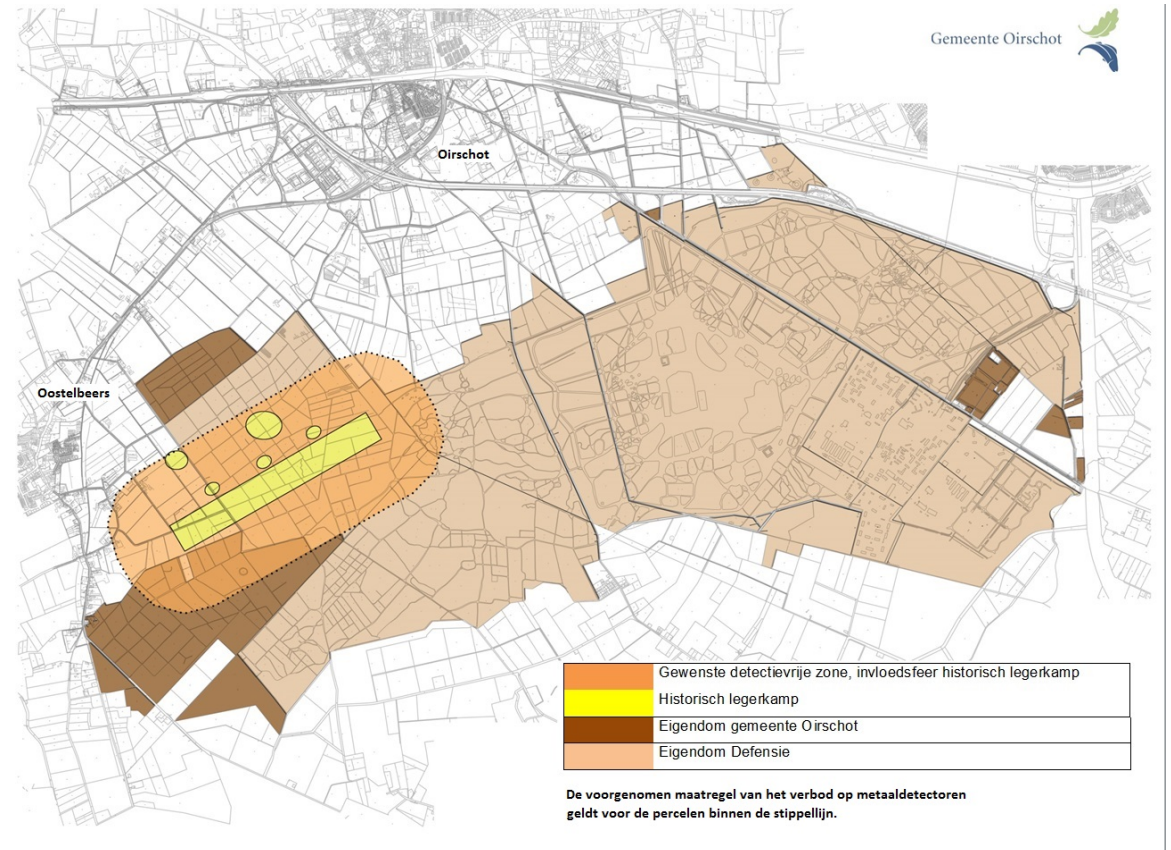 Gemeente Oirschot
Oirschot
Oostelbeers
Gewenste detectievrije zone, invloedsfeer historisch legerkamp
Historisch legerkamp
Eigendom gemeente Oirschot
Eigendom Defensie
De voorgenomen maatregel van het verbod op metaaldetectoren
geldt voor de percelen binnen de stippellijn.